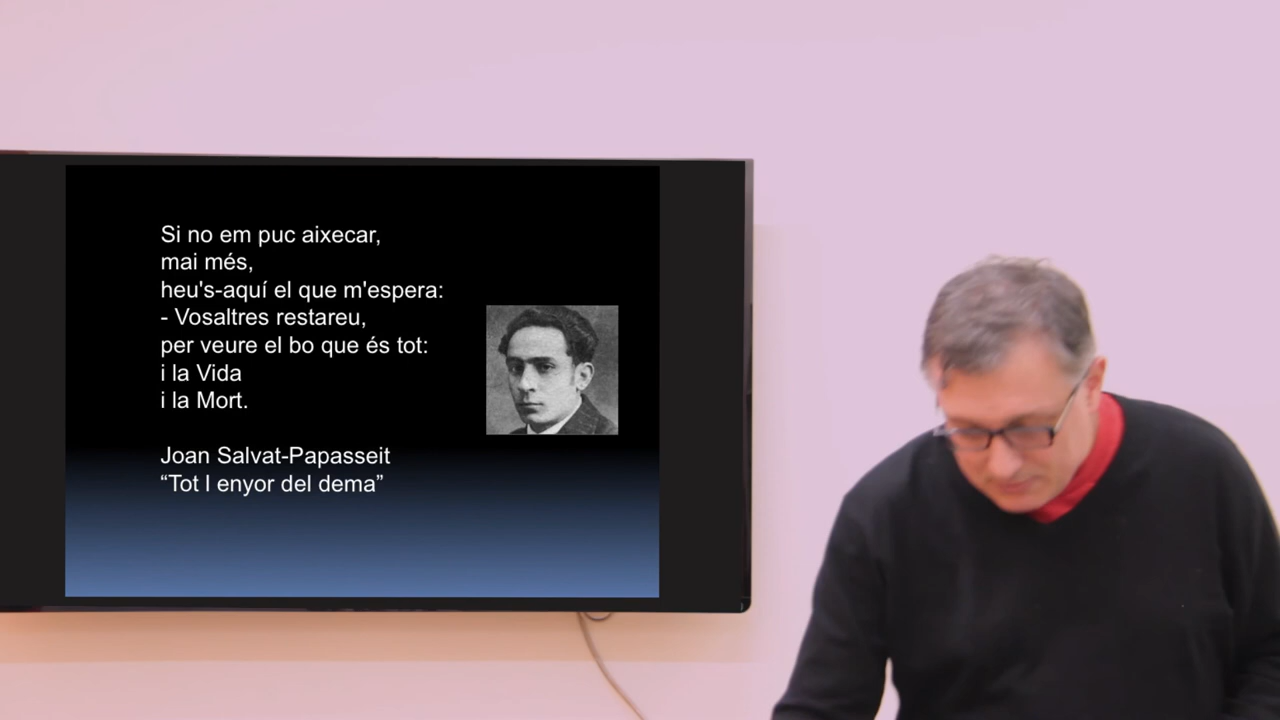 Si no em puc aixecar,
mai més,
heu's-aquí el que m'espera:
- Vosaltres restareu,
per veure el bo que és tot:
i la Vida
i la Mort.
Joan Salvat-Papasseit
“Tot l enyor del dema”